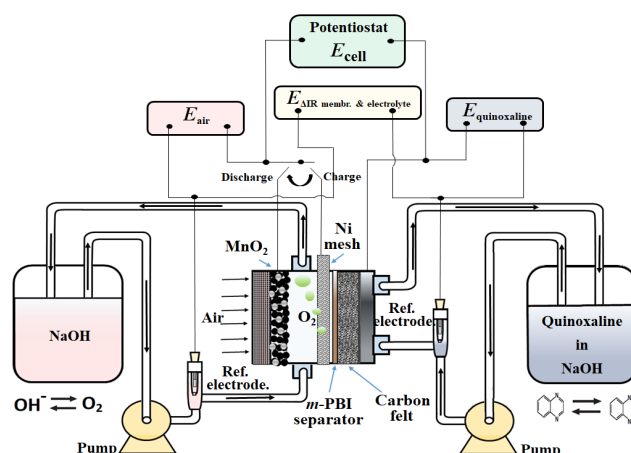 Potentiostat
Ecell
Eair
EΔIR membr. & electrolyte
Equinoxaline
Discharge
Charge
MnO2
Ni
mesh
Air
O2
Ref.
electrode.
Ref.
electrode.
NaOH
Quinoxaline
in
NaOH
OH- ⇌ O2
m-PBI
separator
Carbon
felt
Pump
Pump
N
N
N
N